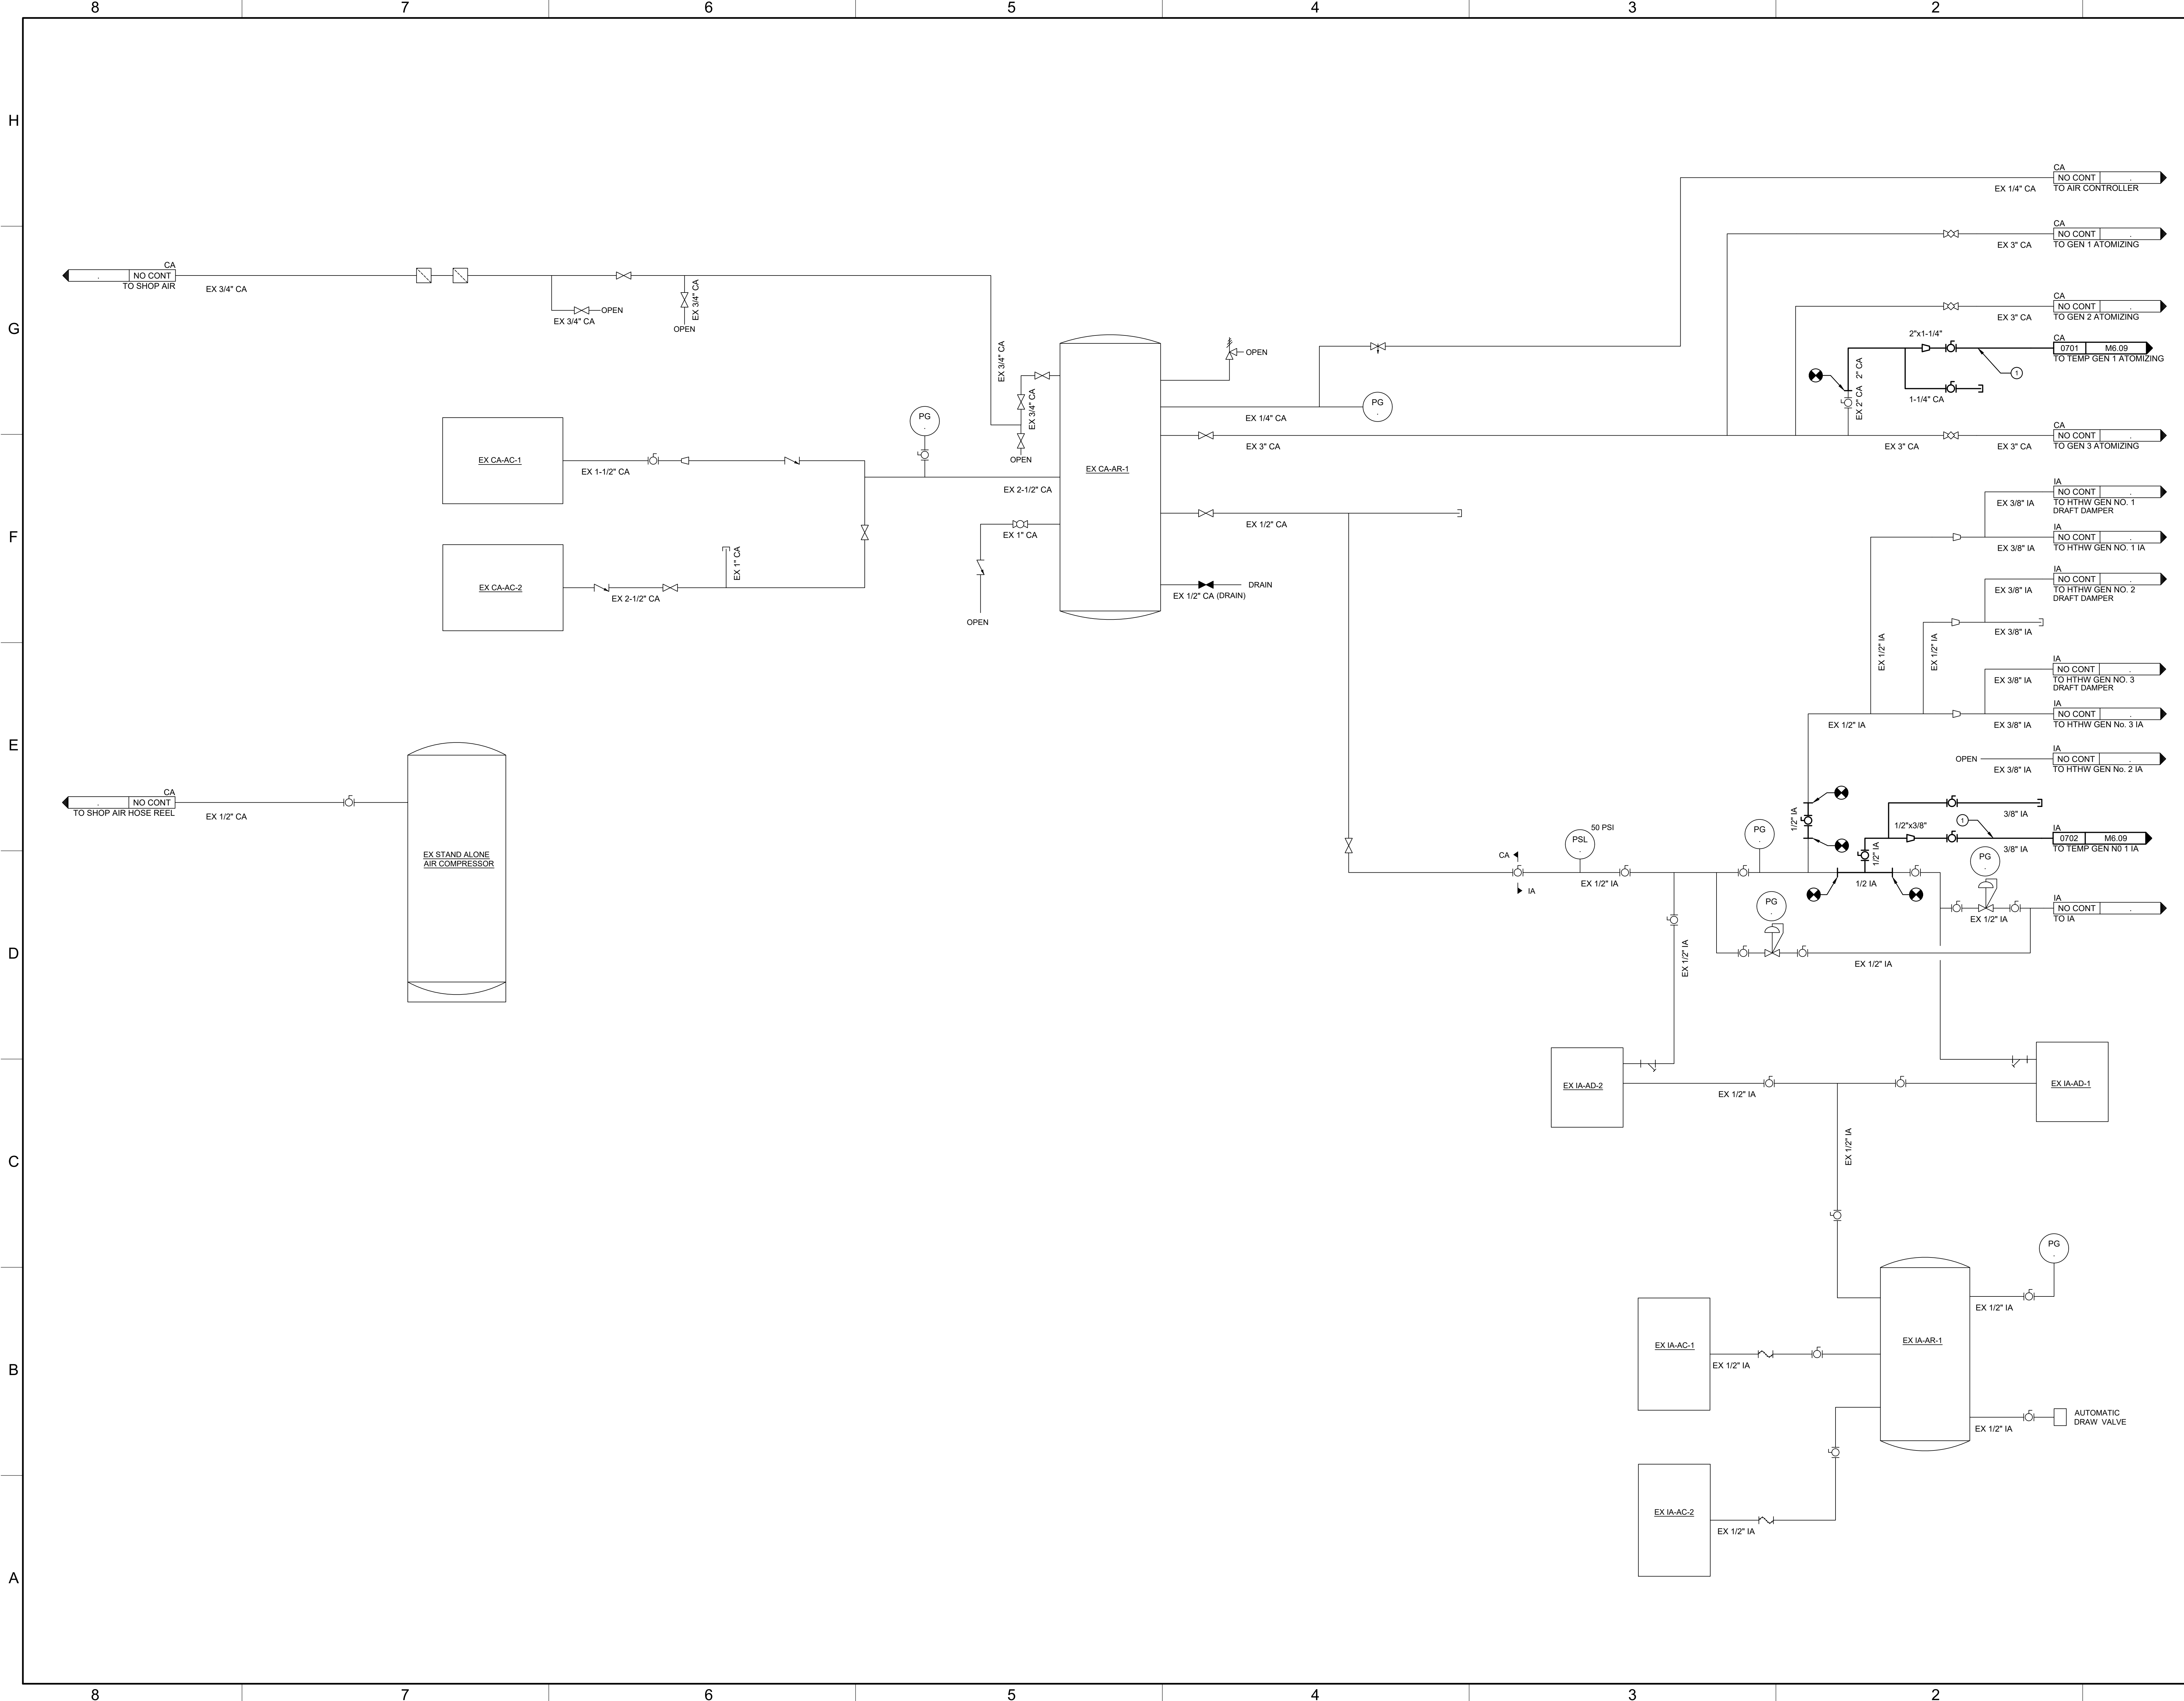 8 7 6 5 4 3 2
H
G
F
E
D
C
B
A
CA
NO CONT .
TO AIR CONTROLLER
EX 1/4" CA
CA
NO CONT .
TO GEN 1 ATOMIZING
EX 3" CA
CA
. NO CONT
TO SHOP AIR
EX 3/4" CA
OPEN
EX 3/4" CA
EX 3/4" CA
OPEN
EX 3/4" CA
EX 3/4" CA
OPEN
CA
NO CONT .
TO GEN 2 ATOMIZING
EX 3" CA
2"x1-1/4"
CA
0701 M6.09
TO TEMP GEN 1 ATOMIZING
1
2" CA
EX 2" CA
1-1/4" CA
OPEN
PG
.
EX 1/4" CA
PG
.
EX 3" CA
EX 3" CA
EX 3" CA
CA
NO CONT .
TO GEN 3 ATOMIZING
EX CA-AC-1
EX 1-1/2" CA
EX 2-1/2" CA
EX CA-AR-1
EX 1/2" CA
EX 1" CA
OPEN
EX CA-AC-2
EX 2-1/2" CA
EX 1" CA
DRAIN
EX 1/2" CA (DRAIN)
IA
NO CONT .
TO HTHW GEN NO. 1
DRAFT DAMPER
EX 3/8" IA
IA
NO CONT .
TO HTHW GEN NO. 1 IA
EX 3/8" IA
IA
NO CONT .
TO HTHW GEN NO. 2
DRAFT DAMPER
EX 3/8" IA
EX 3/8" IA
EX 1/2" IA
EX 1/2" IA
IA
NO CONT .
TO HTHW GEN NO. 3
DRAFT DAMPER
EX 3/8" IA
IA
NO CONT .
TO HTHW GEN No. 3 IA
EX 3/8" IA
EX 1/2" IA
IA
NO CONT .
TO HTHW GEN No. 2 IA
OPEN
EX 3/8" IA
CA
. NO CONT
TO SHOP AIR HOSE REEL
EX 1/2" CA
EX STAND ALONE
AIR COMPRESSOR
1/2" IA
3/8" IA
1/2"x3/8"
1
IA
0702 M6.09
TO TEMP GEN N0 1 IA
3/8" IA
1/2" IA
PSL
.
50 PSI
PG
.
PG
.
CA
IA
EX 1/2" IA
1/2 IA
PG
.
EX 1/2" IA
IA
NO CONT .
TO IA
EX 1/2" IA
EX 1/2" IA
EX IA-AD-2
EX 1/2" IA
EX IA-AD-1
EX 1/2" IA
PG
.
EX 1/2" IA
EX IA-AC-1
EX 1/2" IA
EX IA-AR-1
EX 1/2" IA
AUTOMATIC
DRAW VALVE
EX IA-AC-2
EX 1/2" IA
8 7 6 5 4 3 2